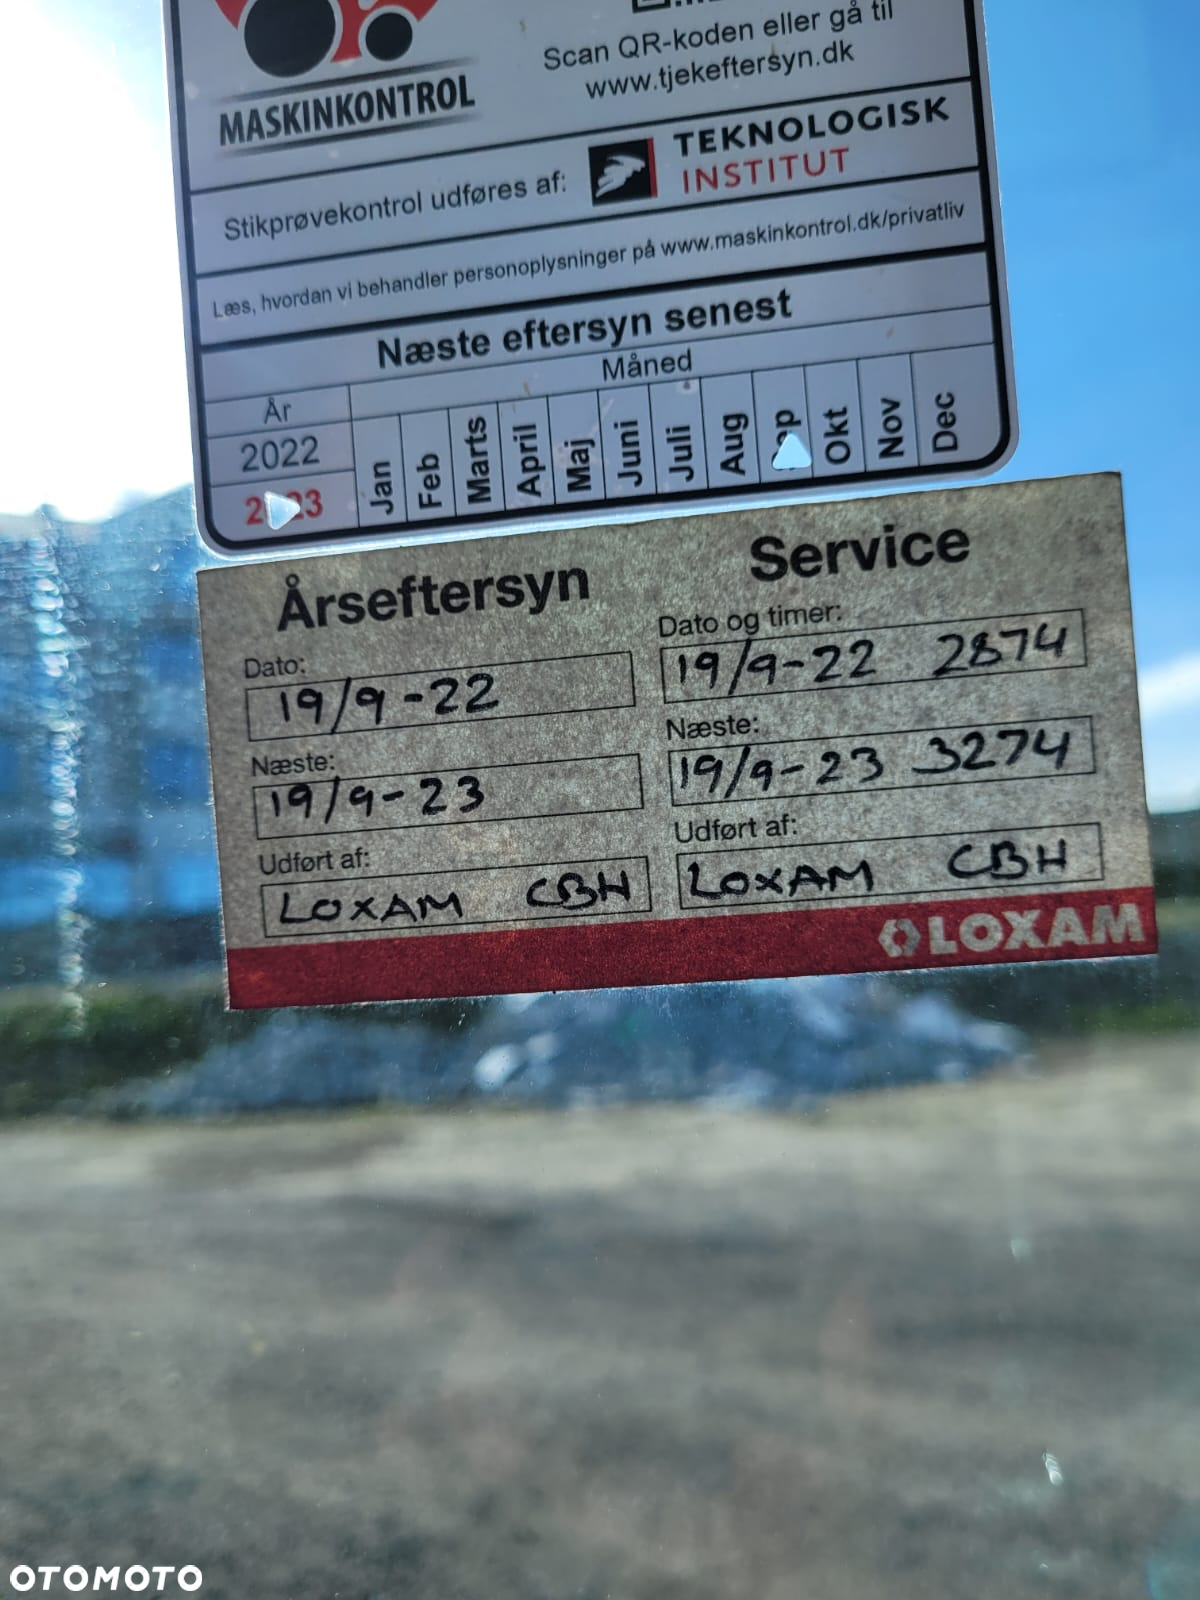 Scan QR-koden eller gå til
www.tjekeftersyn.dk
MASKINKONTROL
Stikprøvekontrol udføres af:
TEKNOLOGISK
INSTITUT
Læs, hvordan vi behandler personoplysninger på www.maskinkontrol.dk/privatliv
Næste eftersyn senest
År
Måned
2022
Jan Feb Marts April Maj Juni Juli Aug Okt Nov Dec
Årseftersyn
Dato:
19/9-22
Næste:
19/9-23
Udført af:
LOXAM CBH
Service
Dato og timer:
19/9-22 2874
Næste:
19/9-23 3274
Udført af:
LOXAM CBH
LOXAM
OTOMOTO